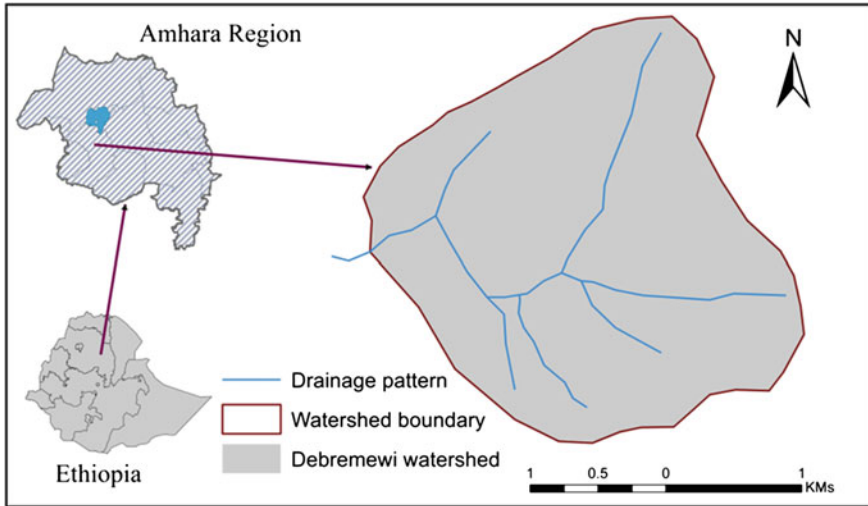 Amhara Region
N
Drainage pattern
Watershed boundary
Debremewi watershed
Ethiopia
1 0.5 0 1
KMs